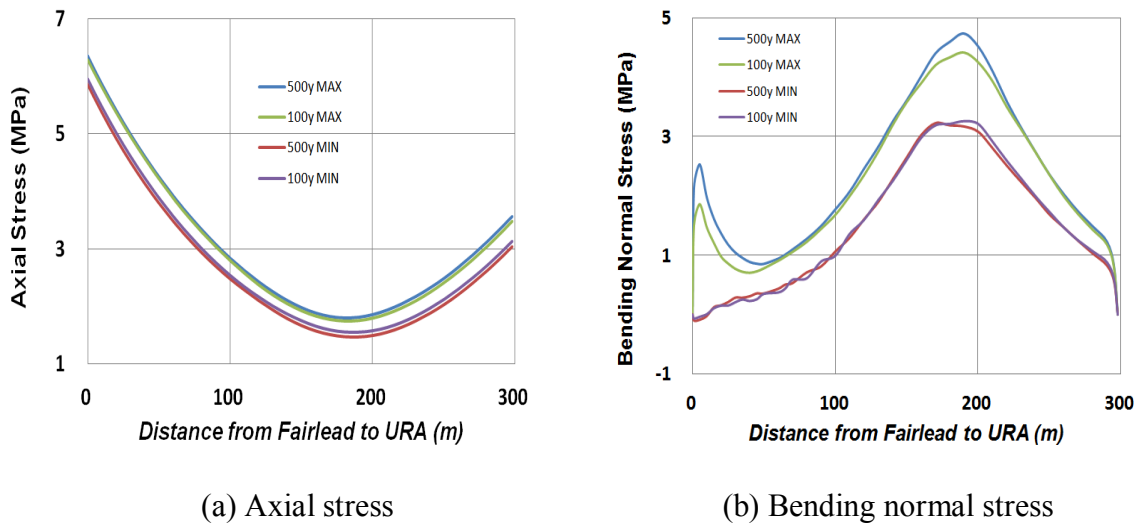 7
5
3
1
Axial Stress (MPa)
500y MAX
100y MAX
500y MIN
100y MIN
0
100
200
300
Distance from Fairlead to URA (m)
(a) Axial stress
5
3
1
-1
Bending Normal Stress (MPa)
500y MAX
100y MAX
500y MIN
100y MIN
0
100
200
300
Distance from Fairlead to URA (m)
(b) Bending normal stress